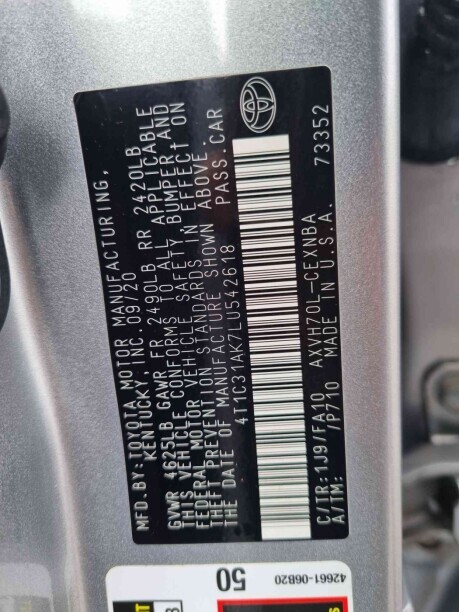 MFD. BY: TOYOTA MOTOR MANUFACTURING,
KENTUCKY, INC 09/20
GVWR 4625LB GAWR FR 2490LB RR 2420LB
THIS VEHICLE CONFORMS TO ALL APPLICABLE
FEDERAL MOTOR VEHICLE SAFETY, BUMPER AND
THEFT PREVENTION STANDARDS IN EFFECT ON
THE DATE OF MANUFACTURE SHOWN ABOVE.
4T1C31AK7LU542618 PASS. CAR
C/TR: 1J9/FA10 AXVH70L-CEXNBA 73352
A/TM: /P710 MADE IN U.S.A.
50
42661-06B20